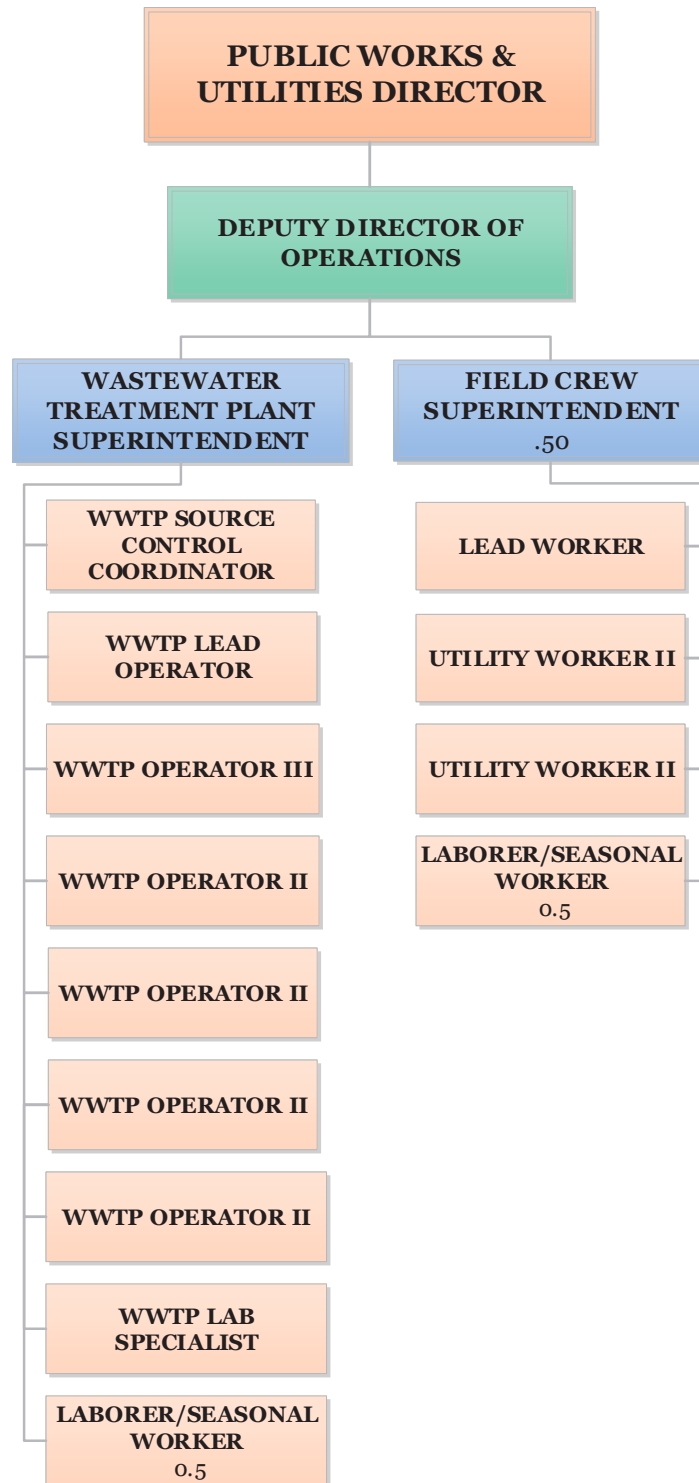 PUBLIC WORKS &
UTILITIES DIRECTOR
DEPUTY DIRECTOR OF
OPERATIONS
WASTEWATER
TREATMENT PLANT
SUPERINTENDENT
WWTP SOURCE
CONTROL
COORDINATOR
WWTP LEAD
OPERATOR
WWTP OPERATOR III
WWTP OPERATOR II
WWTP OPERATOR II
WWTP OPERATOR II
WWTP OPERATOR II
WWTP LAB
SPECIALIST
LABORER/SEASONAL
WORKER
0.5
FIELD CREW
SUPERINTENDENT
.50
LEAD WORKER
UTILITY WORKER II
UTILITY WORKER II
LABORER/SEASONAL
WORKER
0.5